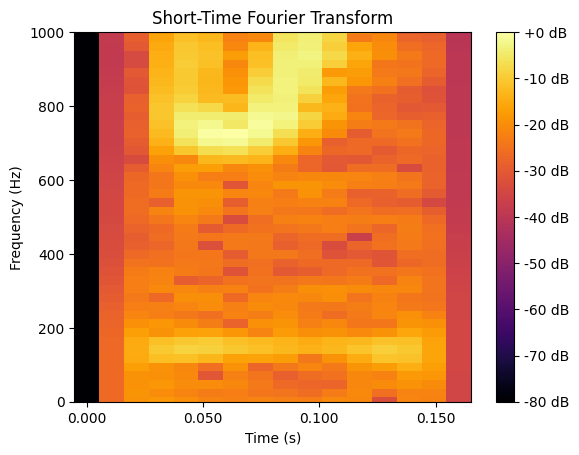 Short-Time Fourier Transform
1000
800
600
400
200
0
Frequency (Hz)
0.000
0.050
0.100
0.150
Time (s)
+0 dB
-10 dB
-20 dB
-30 dB
-40 dB
-50 dB
-60 dB
-70 dB
-80 dB